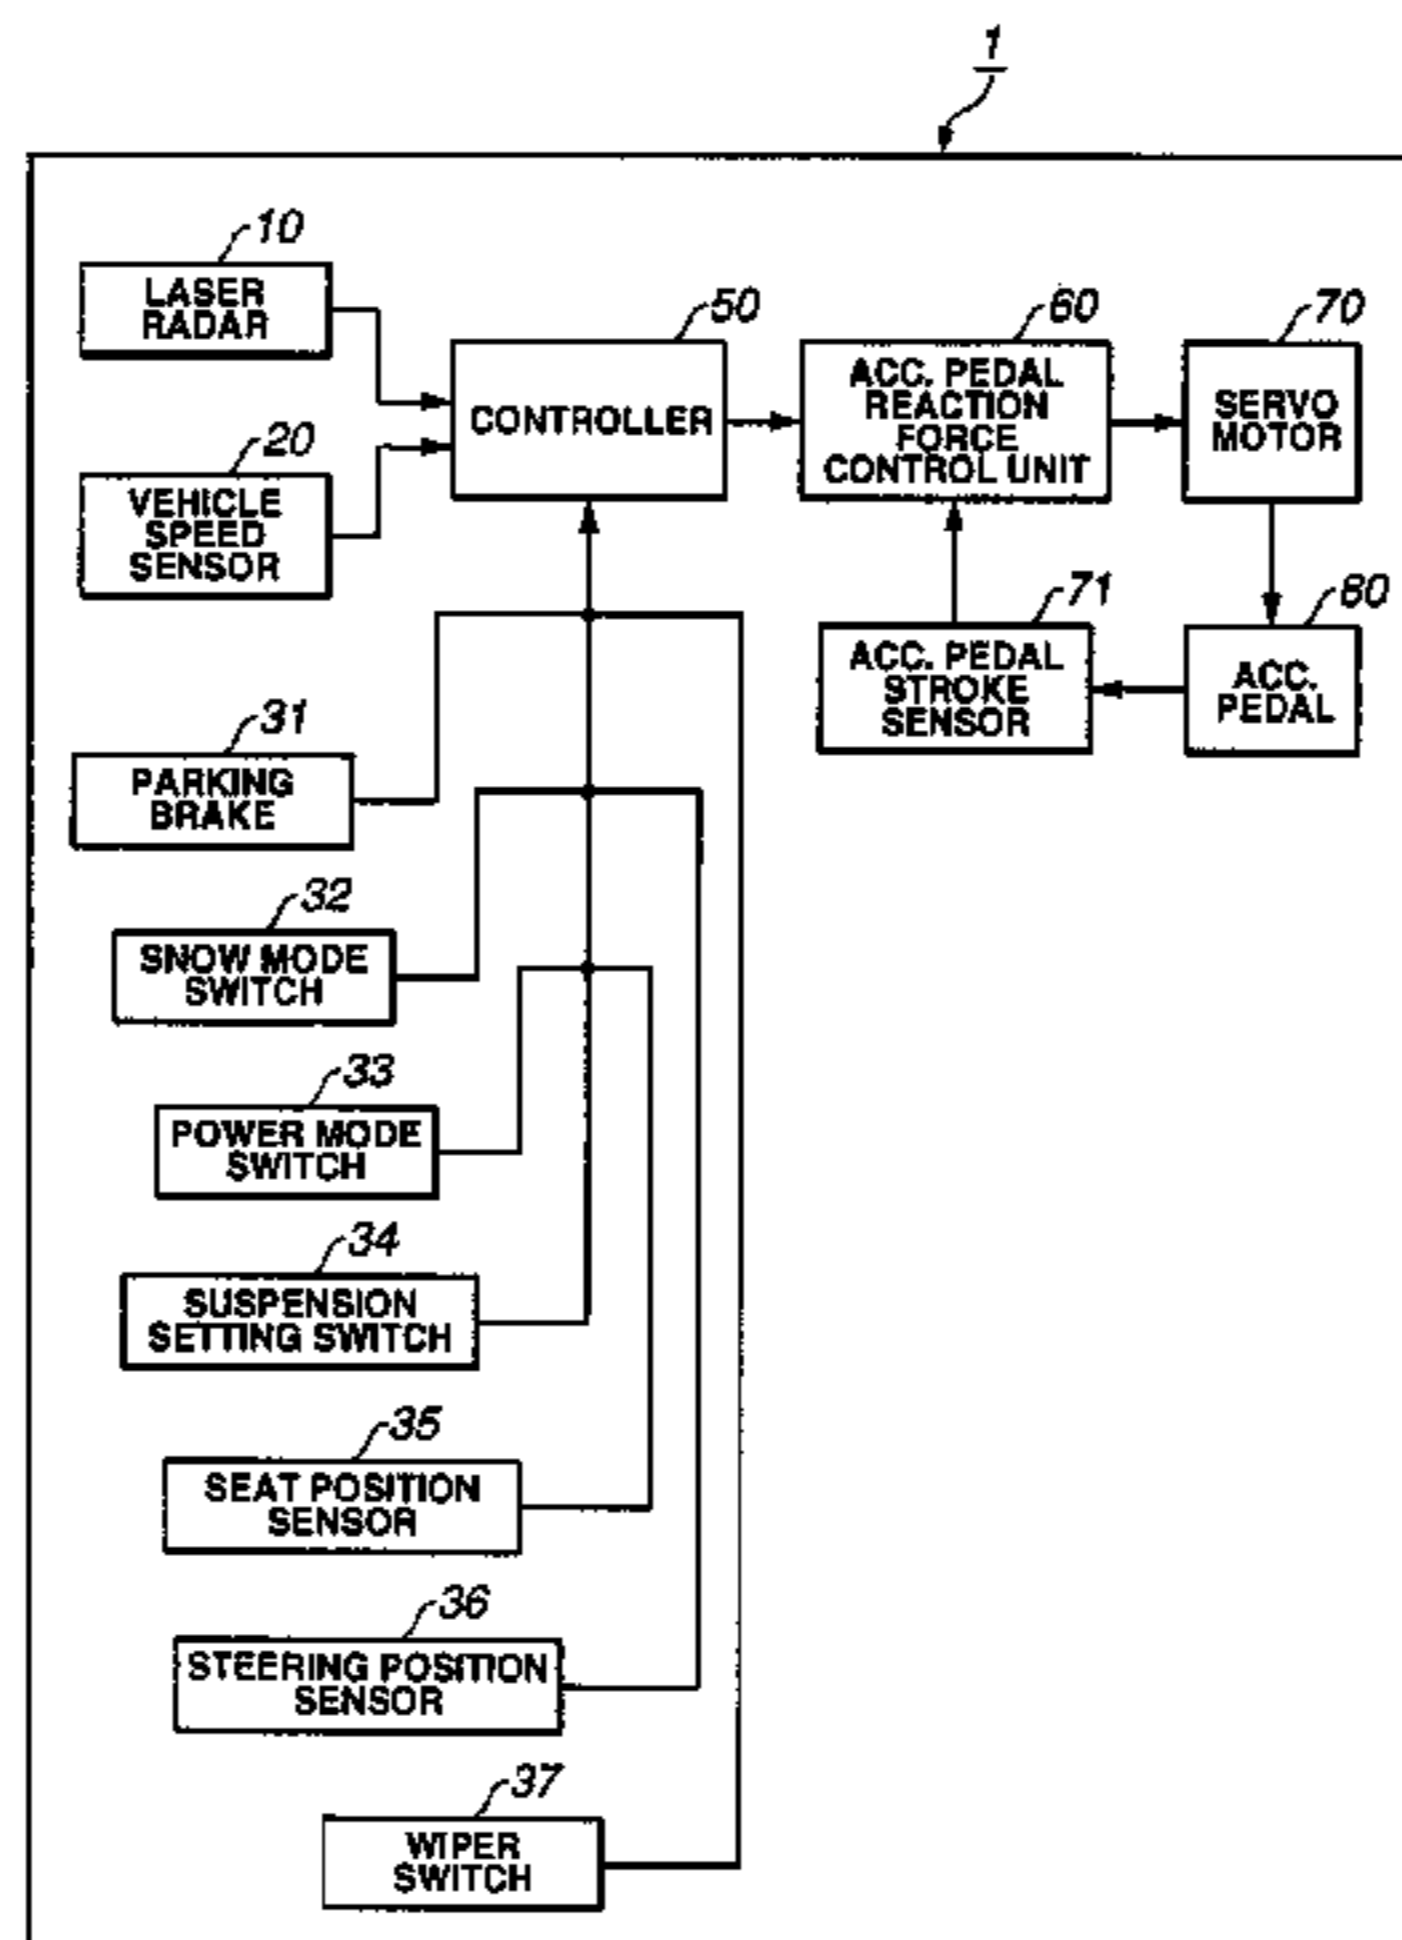 1
10
LASER
RADAR
20
VEHICLE
SPEED
SENSOR
50
CONTROLLER
60
ACC. PEDAL
REACTION
FORCE
CONTROL UNIT
70
SERVO
MOTOR
71
ACC. PEDAL
STROKE
SENSOR
80
ACC.
PEDAL
31
PARKING
BRAKE
32
SNOW MODE
SWITCH
33
POWER MODE
SWITCH
34
SUSPENSION
SETTING SWITCH
35
SEAT POSITION
SENSOR
36
STEERING POSITION
SENSOR
37
WIPER
SWITCH